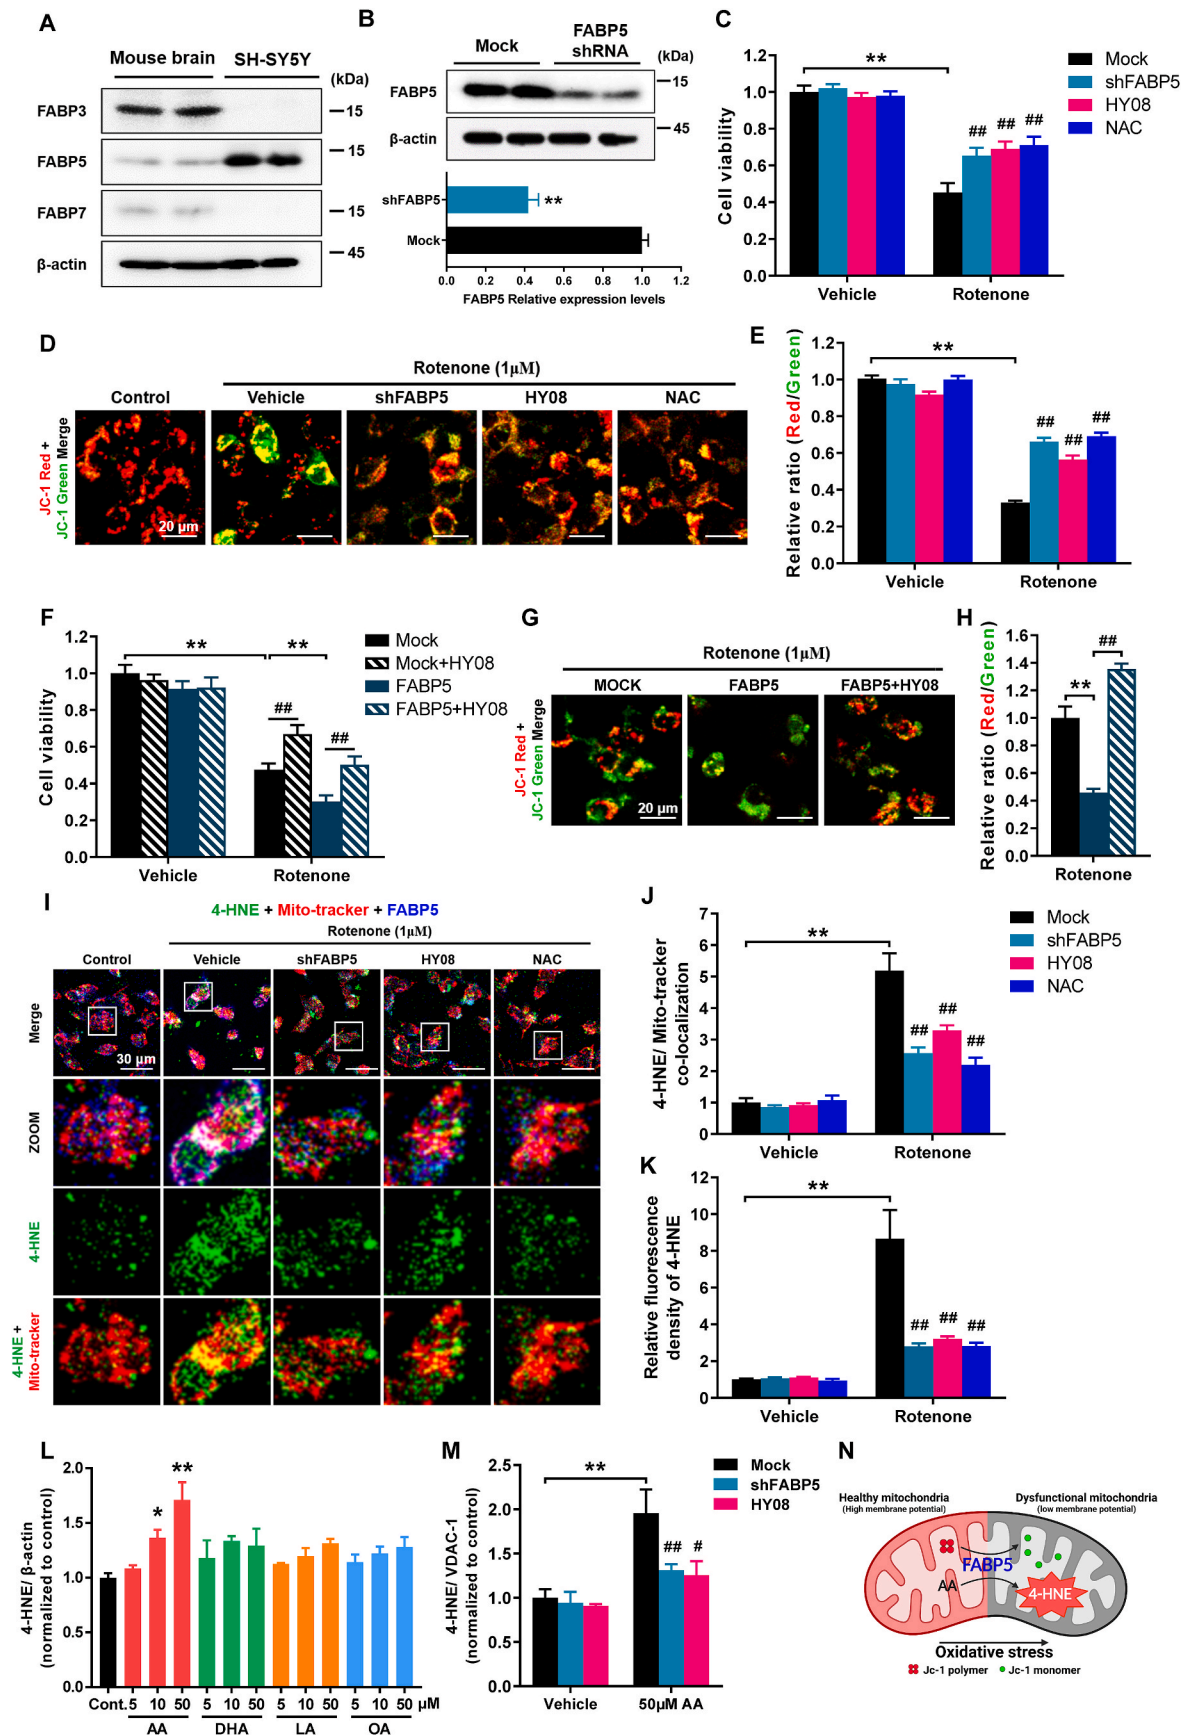 A
Mouse brain SH-SY5Y
(kDa)
FABP3
15
FABP5
15
FABP7
15
β-actin
45
B
Mock
FABP5
shRNA
(kDa)
FABP5
15
β-actin
45
shFABP5
**
Mock
0.0 0.2 0.4 0.6 0.8 1.0 1.2
FABP5 Relative expression levels
C
Cell viability
1.2
1.0
0.8
0.6
0.4
0.2
0.0
**
## ## ##
Vehicle Rotenone
Mock
shFABP5
HY08
NAC
D
Rotenone (1μM)
Control Vehicle shFABP5 HY08 NAC
JC-1 Red +
JC-1 Green Merge
20 μm
E
Relative ratio (Red/Green)
1.2
1.0
0.8
0.6
0.4
0.2
0.0
**
## ## ##
Vehicle Rotenone
F
Cell viability
1.2
1.0
0.8
0.6
0.4
0.2
0.0
** **
## ##
Vehicle Rotenone
Mock
Mock+HY08
FABP5
FABP5+HY08
G
Rotenone (1μM)
MOCK FABP5 FABP5+HY08
JC-1 Red +
JC-1 Green Merge
20 μm
H
Relative ratio (Red/Green)
1.6
1.4
1.2
1.0
0.8
0.6
0.4
0.2
0.0
##
**
Rotenone
I
4-HNE + Mito-tracker + FABP5
Rotenone (1μM)
Control Vehicle shFABP5 HY08 NAC
Merge
30 μm
ZOOM
4-HNE
4-HNE +
Mito-tracker
J
4-HNE/ Mito-tracker
co-localization
7
6
5
4
3
2
1
0
**
## ## ##
Vehicle Rotenone
Mock
shFABP5
HY08
NAC
K
Relative fluorescence
density of 4-HNE
12
10
8
6
4
2
0
**
## ## ##
Vehicle Rotenone
L
4-HNE/ β-actin
(normalized to control)
2.0
1.5
1.0
0.5
0.0
* **
Cont. 5 10 50 5 10 50 5 10 50 5 10 50 μM
AA DHA LA OA
M
4-HNE/ VDAC-1
(normalized to control)
2.5
2.0
1.5
1.0
0.5
0.0
**
## #
Vehicle 50μM AA
Mock
shFABP5
HY08
N
Healthy mitochondria
(High membrane potential)
Dysfunctional mitochondria
(low membrane potential)
FABP5
AA
4-HNE
Oxidative stress
Jc-1 polymer Jc-1 monomer